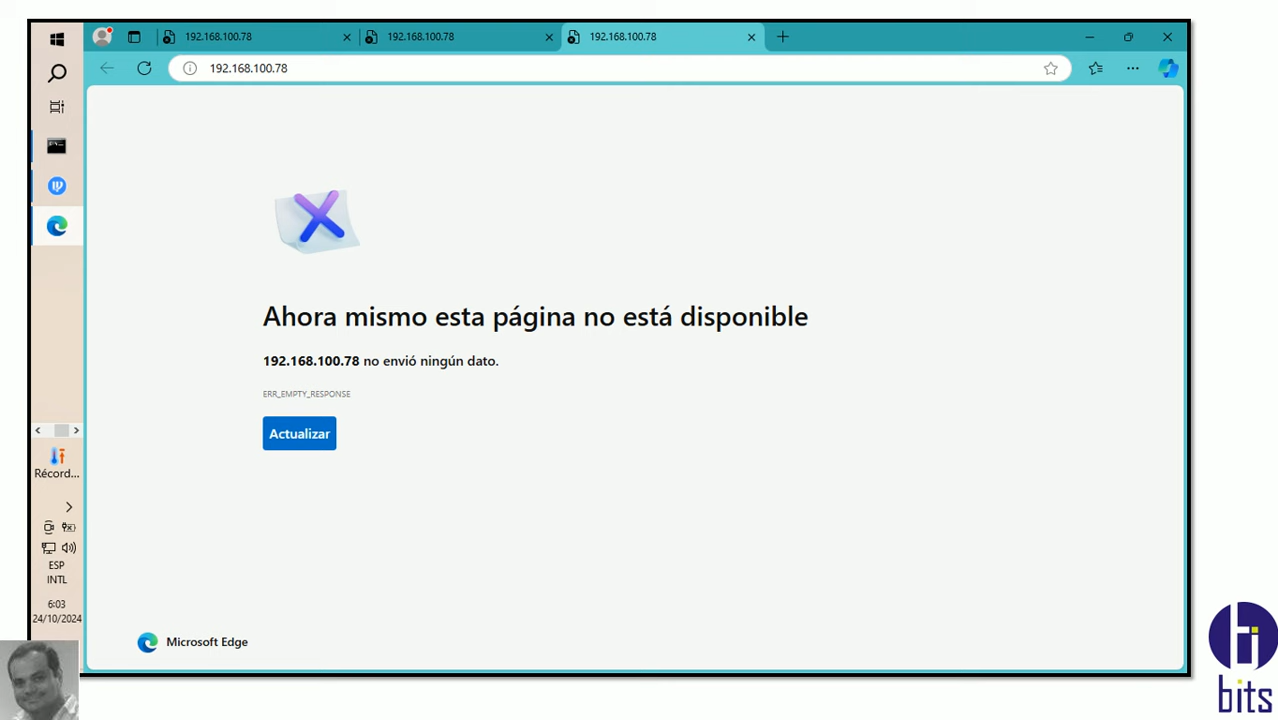 192.168.100.78
192.168.100.78
192.168.100.78
192.168.100.78
Ahora mismo esta página no está disponible
192.168.100.78 no envió ningún dato.
ERR_EMPTY_RESPONSE
Actualizar
Microsoft Edge
Récord...
ESP
INTL
6:03
24/10/2024
bits